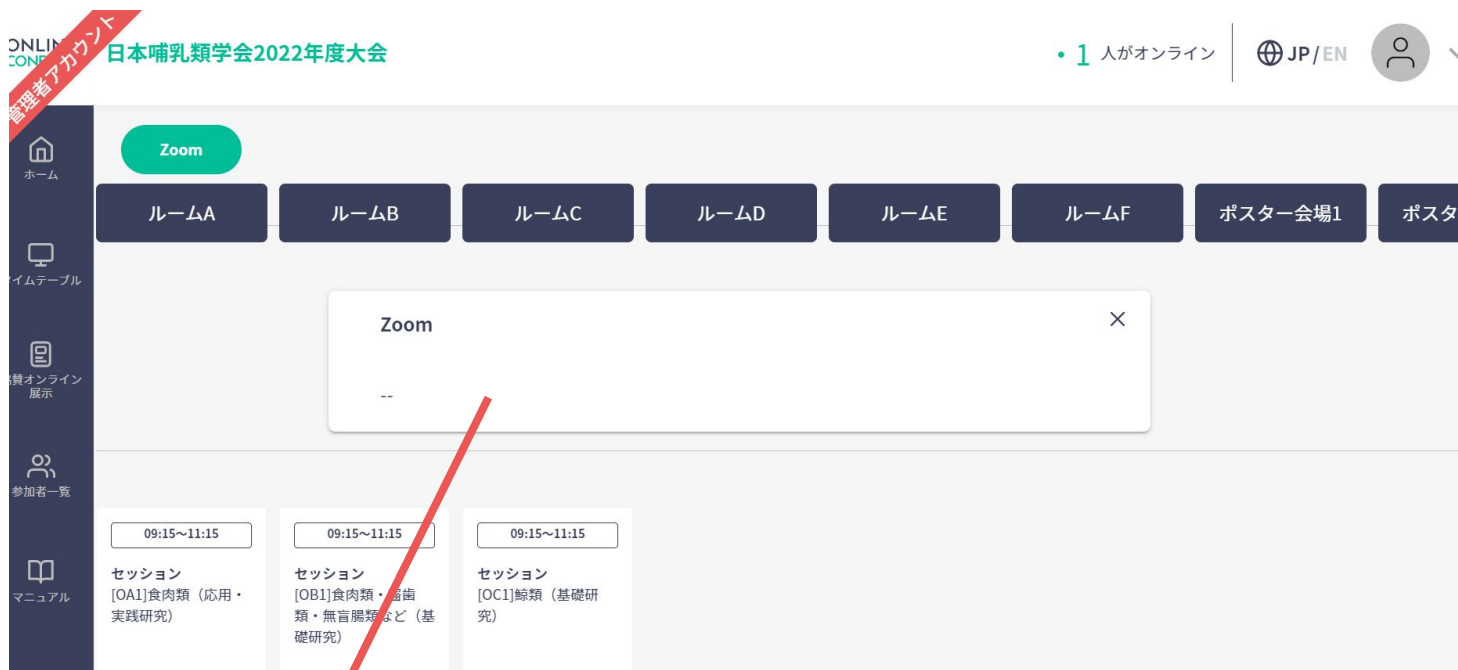 管理者アカウント
日本哺乳類学会2022年度大会
• 1 人がオンライン
JP/EN
ホーム
イムテーブル
賛オンライン
展示
参加者一覧
マニュアル
Zoom
ルームA
ルームB
ルームC
ルームD
ルームE
ルームF
ポスター会場1
ポスタ
Zoom
--
09:15～11:15
セッション
[OA1]食肉類（応用・
実践研究）
09:15～11:15
セッション
[OB1]食肉類・齧歯
類・無盲腸類など（基
礎研究）
09:15～11:15
セッション
[OC1]鯨類（基礎研
究）